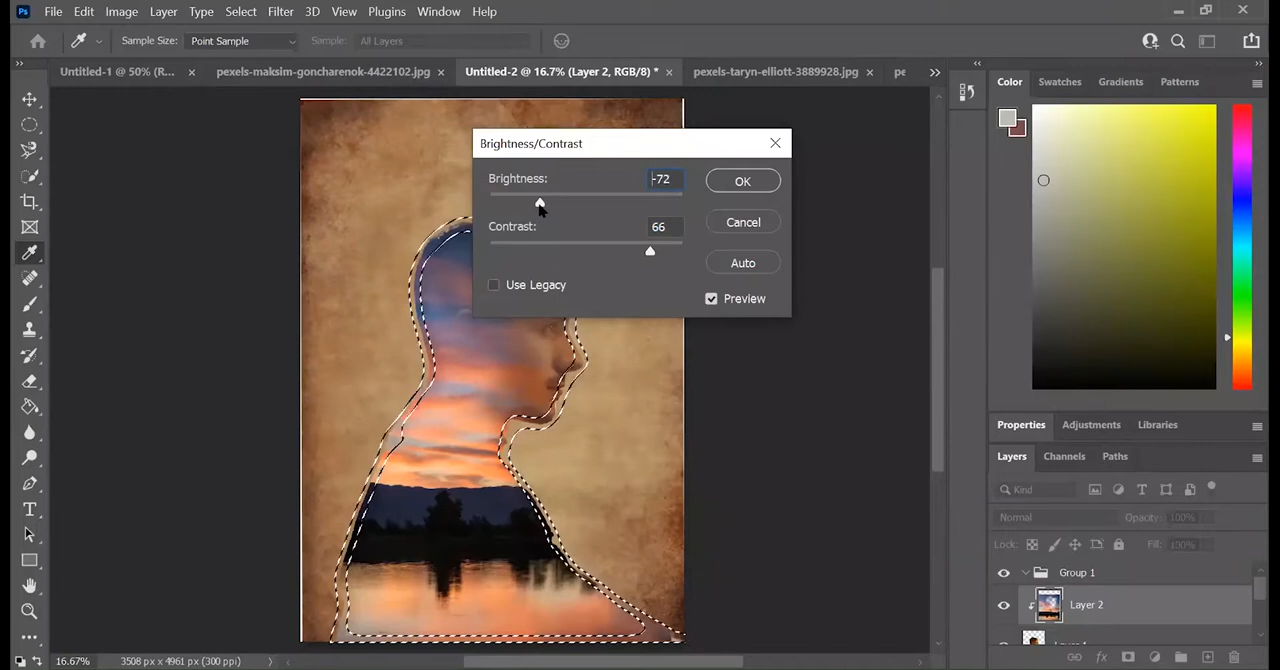 Ps File Edit Image Layer Type Select Filter 3D View Plugins Window Help
Sample Size: Point Sample Sample: All Layers
Untitled-1 @ 50% (R... × pexels-maksim-goncharenok-4422102.jpg × Untitled-2 @ 16.7% (Layer 2, RGB/8) * × pexels-taryn-elliott-3889928.jpg × pe
Color Swatches Gradients Patterns
Brightness/Contrast
Brightness: -72 OK
Contrast: 66 Cancel
Auto
Use Legacy
Preview
Properties Adjustments Libraries
Layers Channels Paths
Kind
Normal Opacity: 100%
Lock: Fill: 100%
Group 1
Layer 2
16.67% 3508 px x 4961 px (300 ppi)